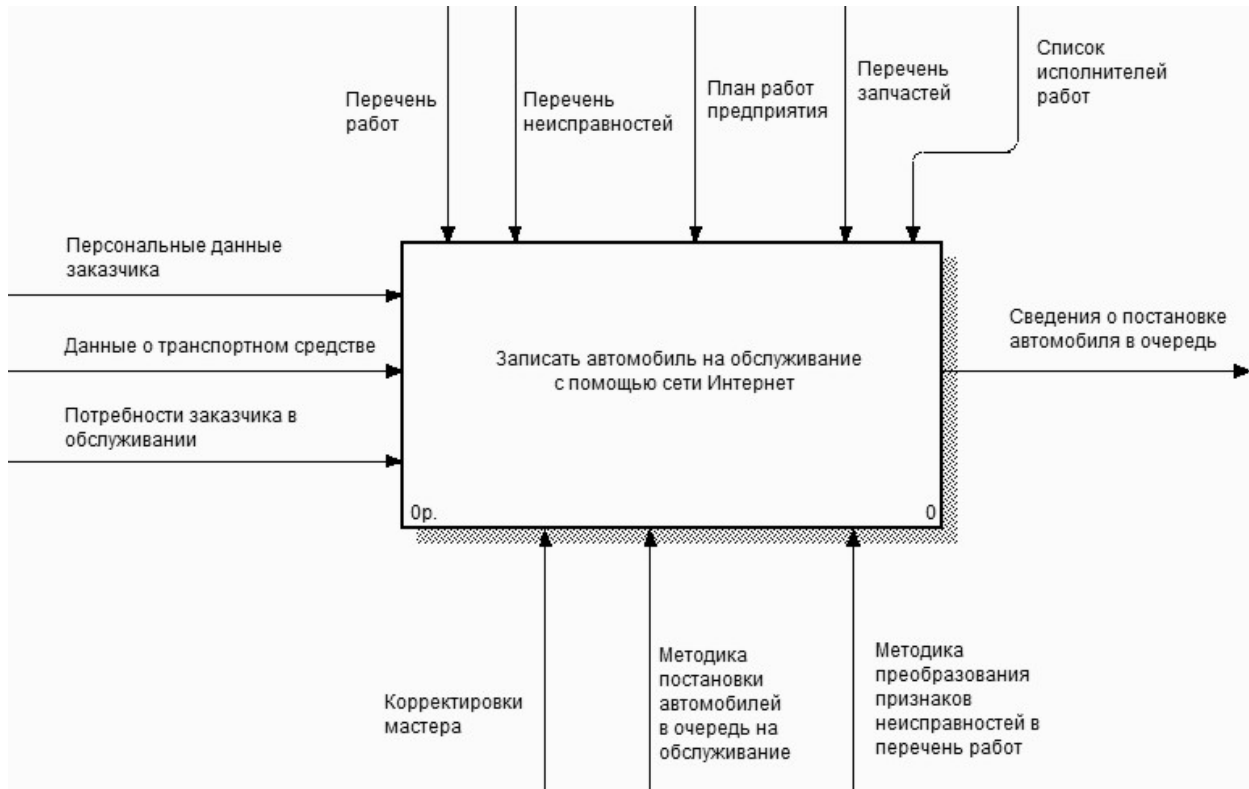 Список
исполнителей
работ
Перечень
запчастей
План работ
предприятия
Перечень
работ
Перечень
неисправностей
Персональные данные
заказчика
Данные о транспортном средстве
Потребности заказчика в
обслуживании
Записать автомобиль на обслуживание
с помощью сети Интернет
0р.
0
Сведения о постановке
автомобиля в очередь
Корректировки
мастера
Методика
постановки
автомобилей
в очередь на
обслуживание
Методика
преобразования
признаков
неисправностей в
перечень работ